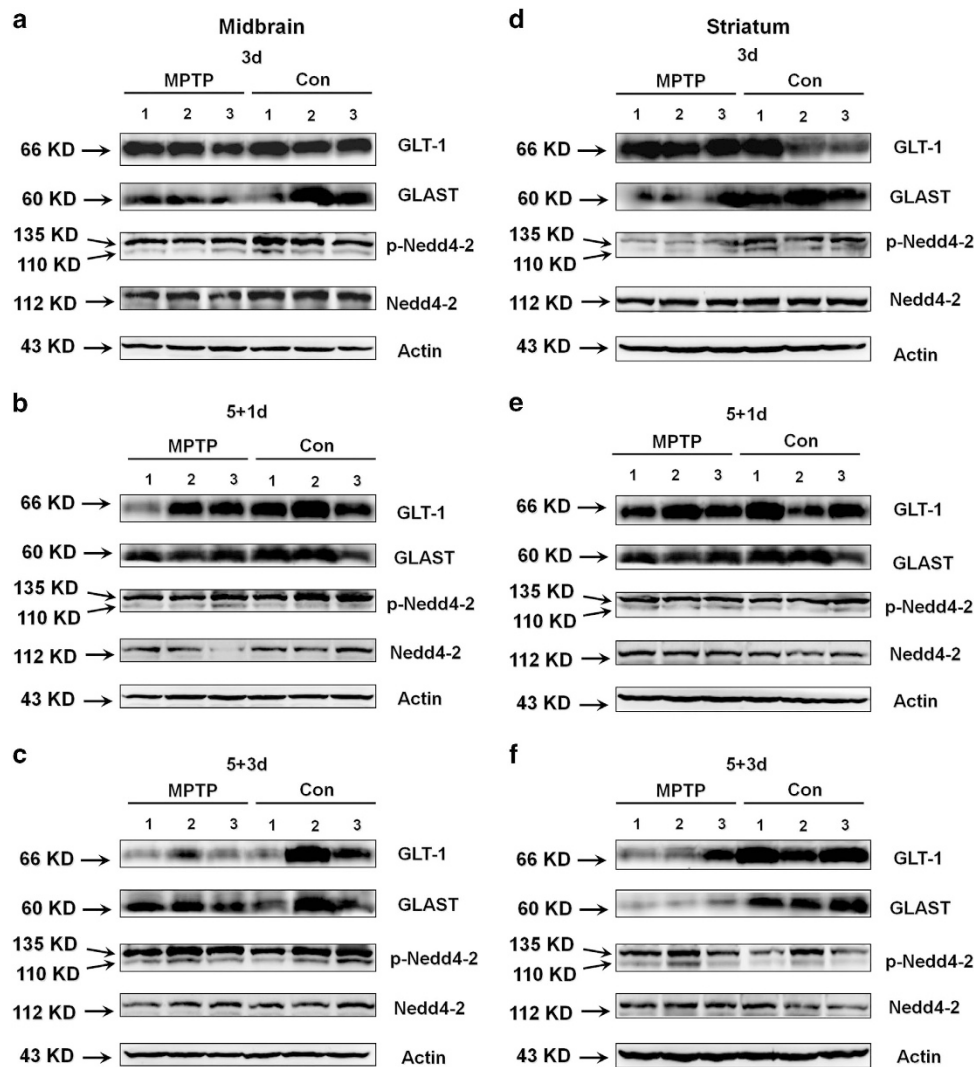 a
Midbrain
3d
MPTP Con
1 2 3 1 2 3
66 KD GLT-1
60 KD GLAST
135 KD p-Nedd4-2
110 KD
112 KD Nedd4-2
43 KD Actin
b
5+1d
MPTP Con
1 2 3 1 2 3
66 KD GLT-1
60 KD GLAST
135 KD p-Nedd4-2
110 KD
112 KD Nedd4-2
43 KD Actin
c
5+3d
MPTP Con
1 2 3 1 2 3
66 KD GLT-1
60 KD GLAST
135 KD p-Nedd4-2
110 KD
112 KD Nedd4-2
43 KD Actin
d
Striatum
3d
MPTP Con
1 2 3 1 2 3
66 KD GLT-1
60 KD GLAST
135 KD p-Nedd4-2
110 KD
112 KD Nedd4-2
43 KD Actin
e
5+1d
MPTP Con
1 2 3 1 2 3
66 KD GLT-1
60 KD GLAST
135 KD p-Nedd4-2
110 KD
112 KD Nedd4-2
43 KD Actin
f
5+3d
MPTP Con
1 2 3 1 2 3
66 KD GLT-1
60 KD GLAST
135 KD p-Nedd4-2
110 KD
112 KD Nedd4-2
43 KD Actin